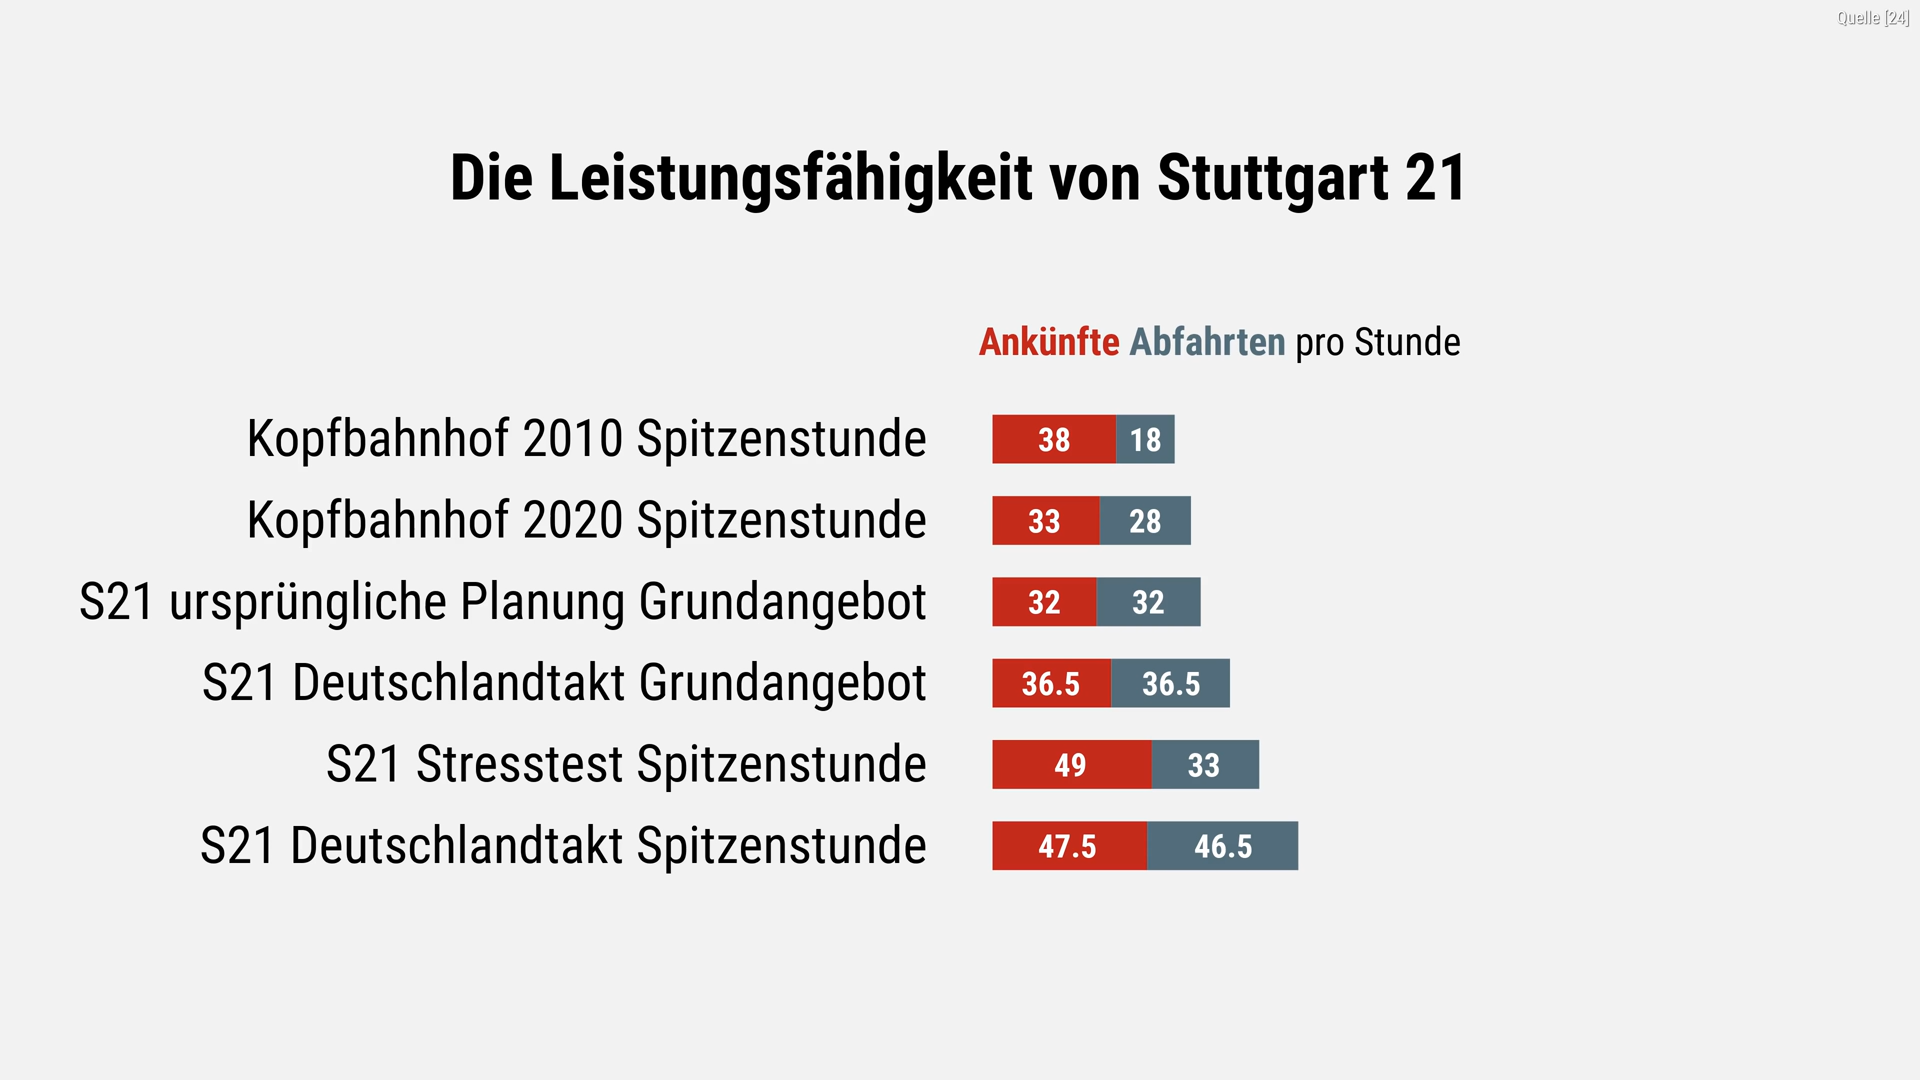 Quelle [24]
Die Leistungsfähigkeit von Stuttgart 21
Ankünfte Abfahrten pro Stunde
Kopfbahnhof 2010 Spitzenstunde 38 18
Kopfbahnhof 2020 Spitzenstunde 33 28
S21 ursprüngliche Planung Grundangebot 32 32
S21 Deutschlandtakt Grundangebot 36.5 36.5
S21 Stresstest Spitzenstunde 49 33
S21 Deutschlandtakt Spitzenstunde 47.5 46.5